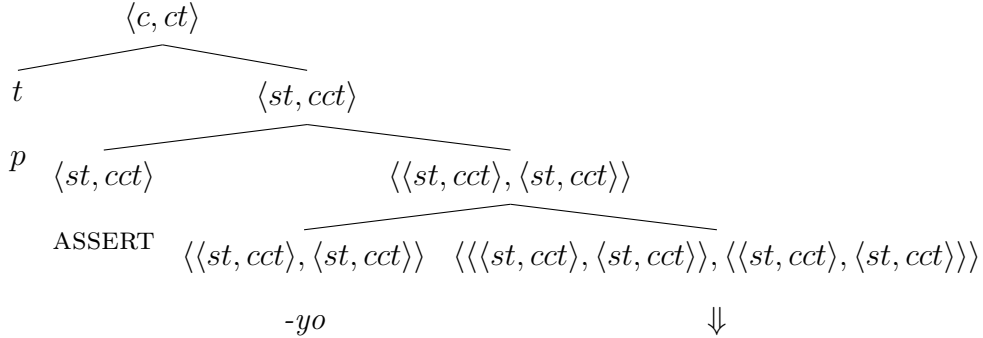 ⟨c, ct⟩
t ⟨st, cct⟩
p ⟨st, cct⟩ ⟨⟨st, cct⟩, ⟨st, cct⟩⟩
ASSERT ⟨⟨st, cct⟩, ⟨st, cct⟩⟩ ⟨⟨⟨st, cct⟩, ⟨st, cct⟩⟩, ⟨⟨st, cct⟩, ⟨st, cct⟩⟩⟩
-yo ⇓